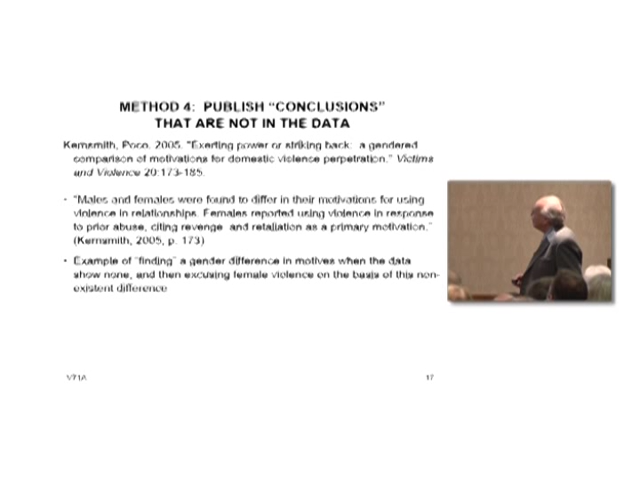 METHOD 4: PUBLISH “CONCLUSIONS”
THAT ARE NOT IN THE DATA
Kernsmith, Poco. 2005. "Exerting power or striking back: a gendered
comparison of motivations for domestic violence perpetration." Victims
and Violence 20:173-185.
• "Males and females were found to differ in their motivations for using
violence in relationships. Females reported using violence in response
to prior abuse, citing revenge and retaliation as a primary motivation."
(Kernsmith, 2005, p. 173)
• Example of "finding" a gender difference in motives when the data
show none, and then excusing female violence on the basis of this non-
existent difference
V71A
17